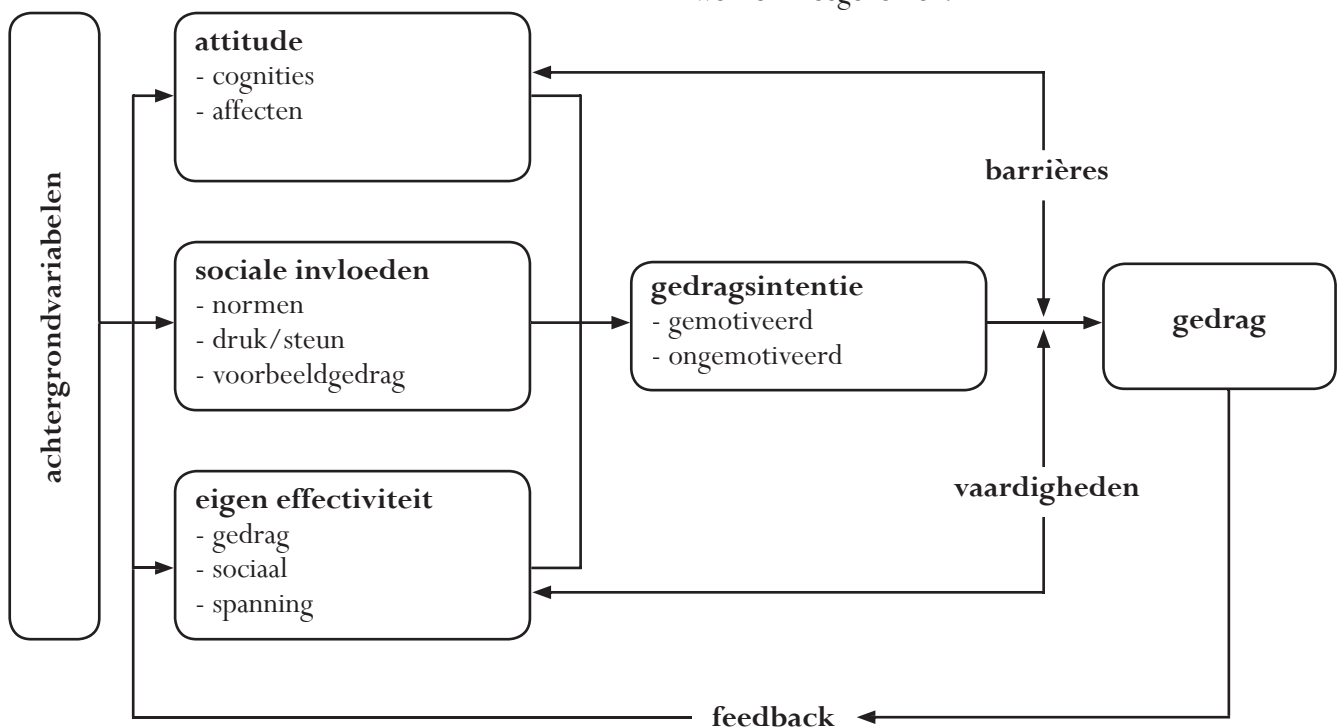 attitude
- cognities
- affecten
barrières
achtergrondvariabelen
sociale invloeden
- normen
- druk/steun
- voorbeeldgedrag
gedragsintentie
- gemotiveerd
- ongemotiveerd
gedrag
eigen effectiviteit
- gedrag
- sociaal
- spanning
vaardigheden
feedback